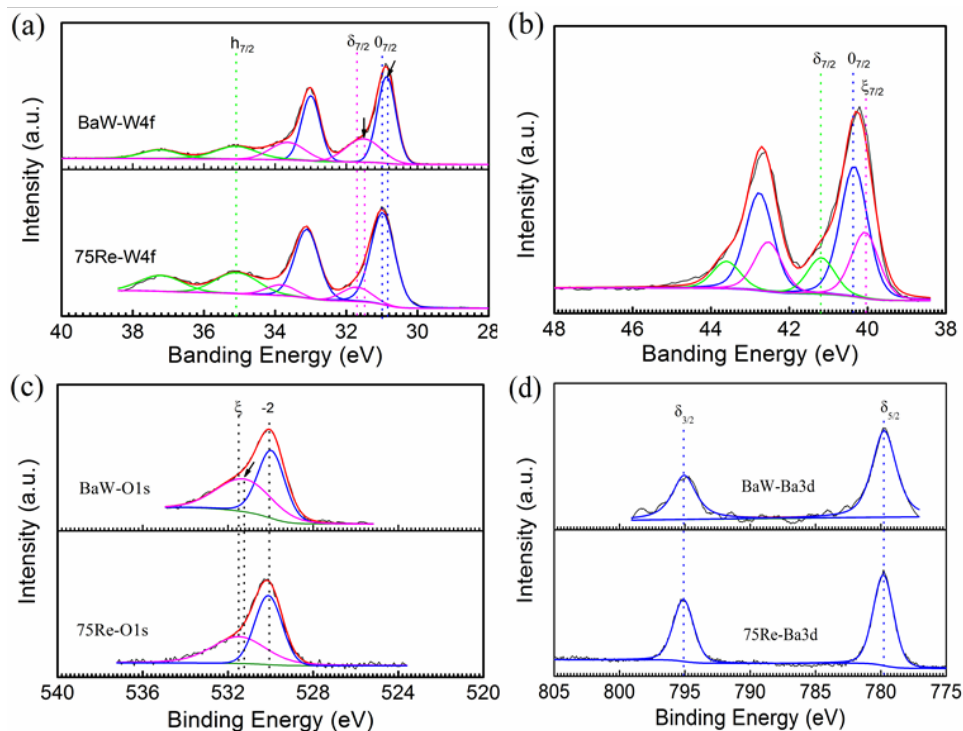 (a)
h7/2
δ7/2
07/2
BaW-W4f
75Re-W4f
Intensity (a.u.)
40 38 36 34 32 30 28
Banding Energy (eV)
(b)
δ7/2
07/2
ξ7/2
Intensity (a.u.)
48 46 44 42 40 38
Banding Energy (eV)
(c)
ξ
-2
BaW-O1s
75Re-O1s
Intensity (a.u.)
540 536 532 528 524 520
Binding Energy (eV)
(d)
δ3/2
δ5/2
BaW-Ba3d
75Re-Ba3d
Intensity (a.u.)
805 800 795 790 785 780 775
Binding Energy (eV)